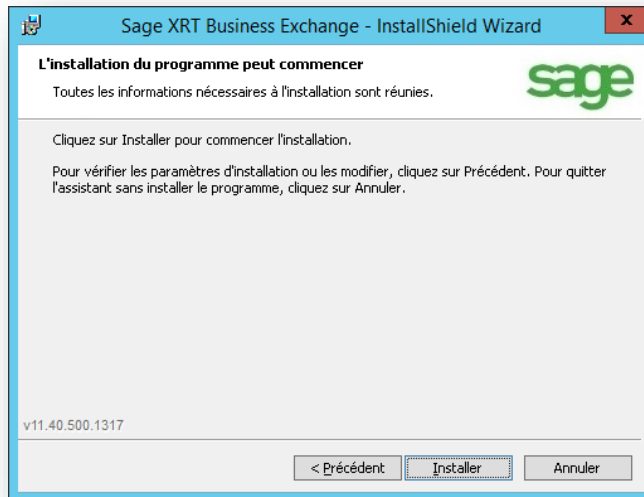 Sage XRT Business Exchange - InstallShield Wizard
x
L'installation du programme peut commencer
Toutes les informations nécessaires à l'installation sont réunies.
sage
Cliquez sur Installer pour commencer l'installation.
Pour vérifier les paramètres d'installation ou les modifier, cliquez sur Précédent. Pour quitter
l'assistant sans installer le programme, cliquez sur Annuler.
v11.40.500.1317
< Précédent
Installer
Annuler